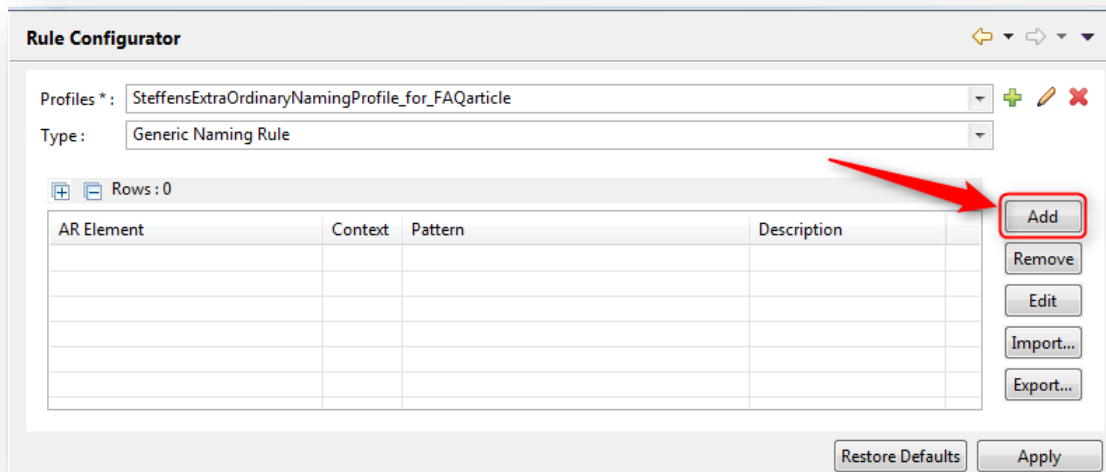 Rule Configurator
Profiles * : SteffensExtraOrdinaryNamingProfile_for_FAQarticle
Type : Generic Naming Rule
Rows : 0
AR Element Context Pattern Description
Add
Remove
Edit
Import...
Export...
Restore Defaults Apply